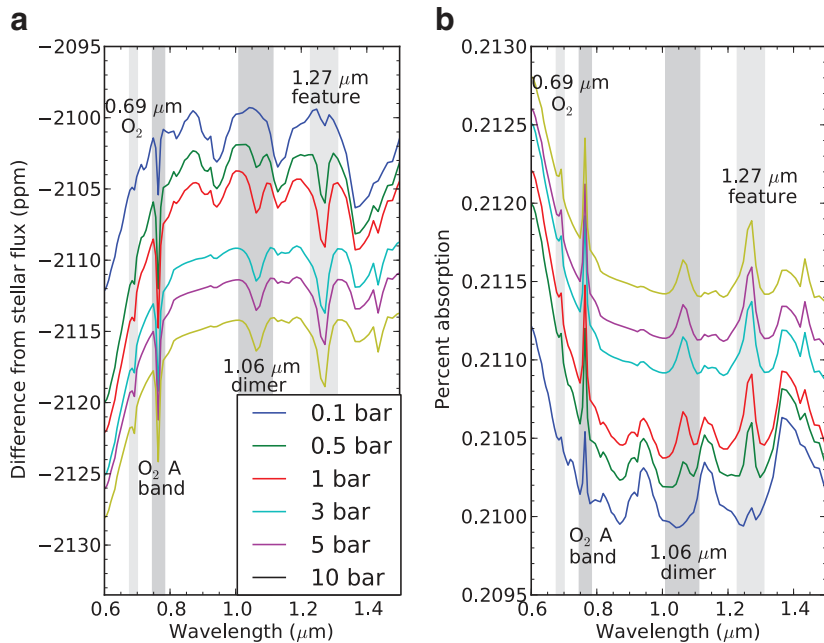 a
−2095
−2100
−2105
−2110
−2115
−2120
−2125
−2130
Difference from stellar flux (ppm)
0.69 μm
O2
1.27 μm
feature
1.06 μm
dimer
O2 A
band
0.1 bar
0.5 bar
1 bar
3 bar
5 bar
10 bar
0.6 0.8 1.0 1.2 1.4
Wavelength (μm)
b
0.2130
0.2125
0.2120
0.2115
0.2110
0.2105
0.2100
0.2095
Percent absorption
0.69 μm
O2
1.27 μm
feature
O2 A
band
1.06 μm
dimer
0.6 0.8 1.0 1.2 1.4
Wavelength (μm)